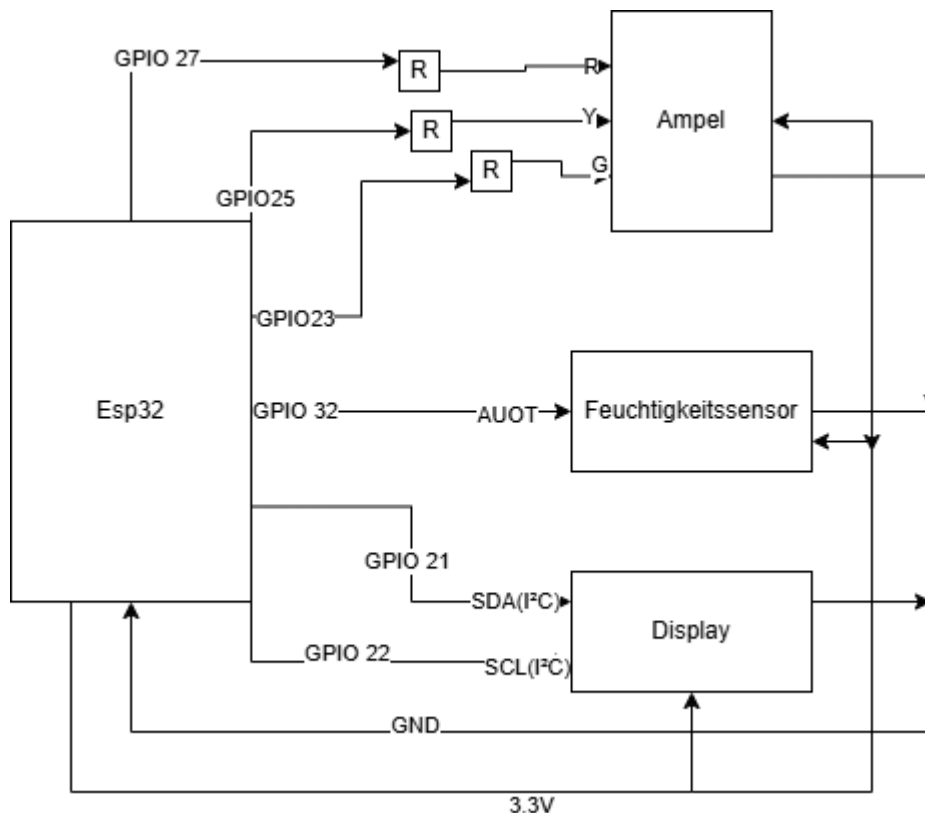 GPIO 27
R
R
Ampel
R
Y
R
G
GPIO25
GPIO23
Esp32
GPIO 32
AUOT
Feuchtigkeitssensor
GPIO 21
SDA(I²C)
Display
GPIO 22
SCL(I²C)
GND
3.3V